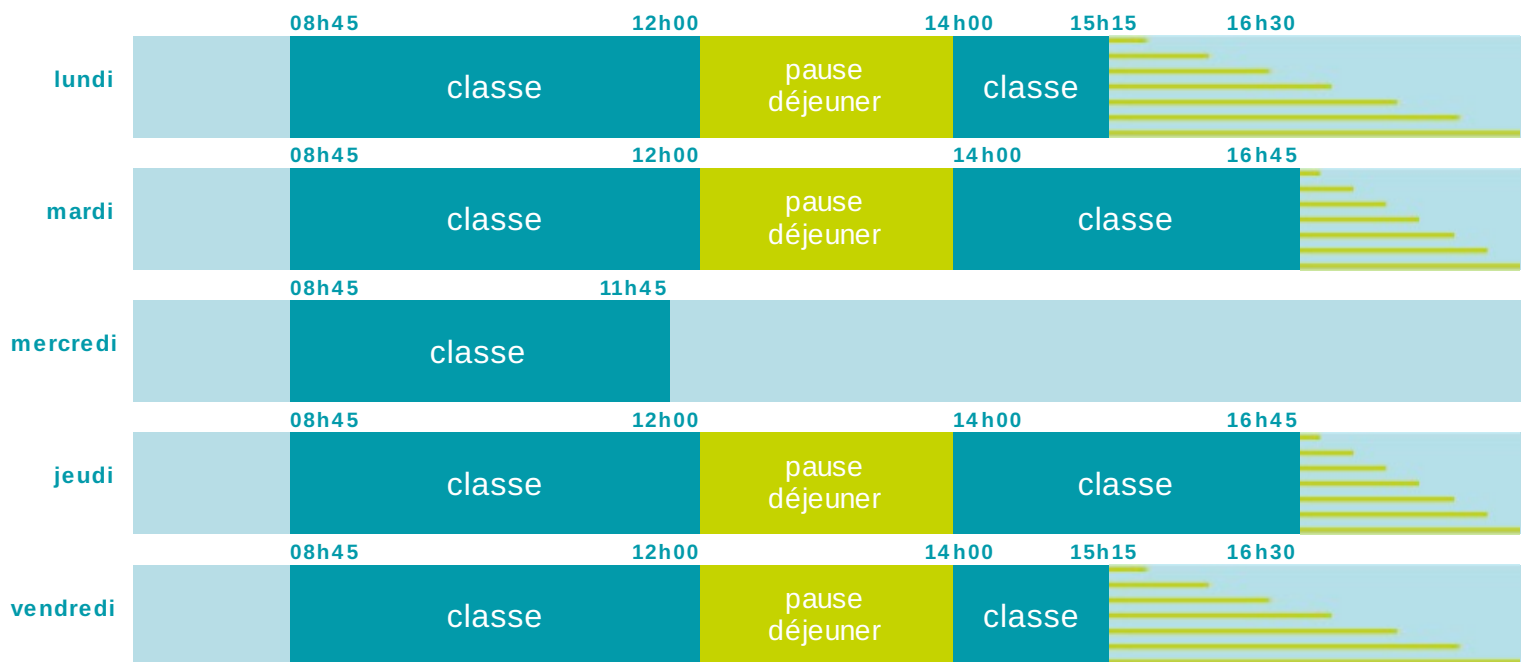 08h45 12h00 14h00 15h15 16h30
lundi classe pause déjeuner classe
08h45 12h00 14h00 16h45
mardi classe pause déjeuner classe
08h45 11h45
mercredi classe
08h45 12h00 14h00 16h45
jeudi classe pause déjeuner classe
08h45 12h00 14h00 15h15 16h30
vendredi classe pause déjeuner classe